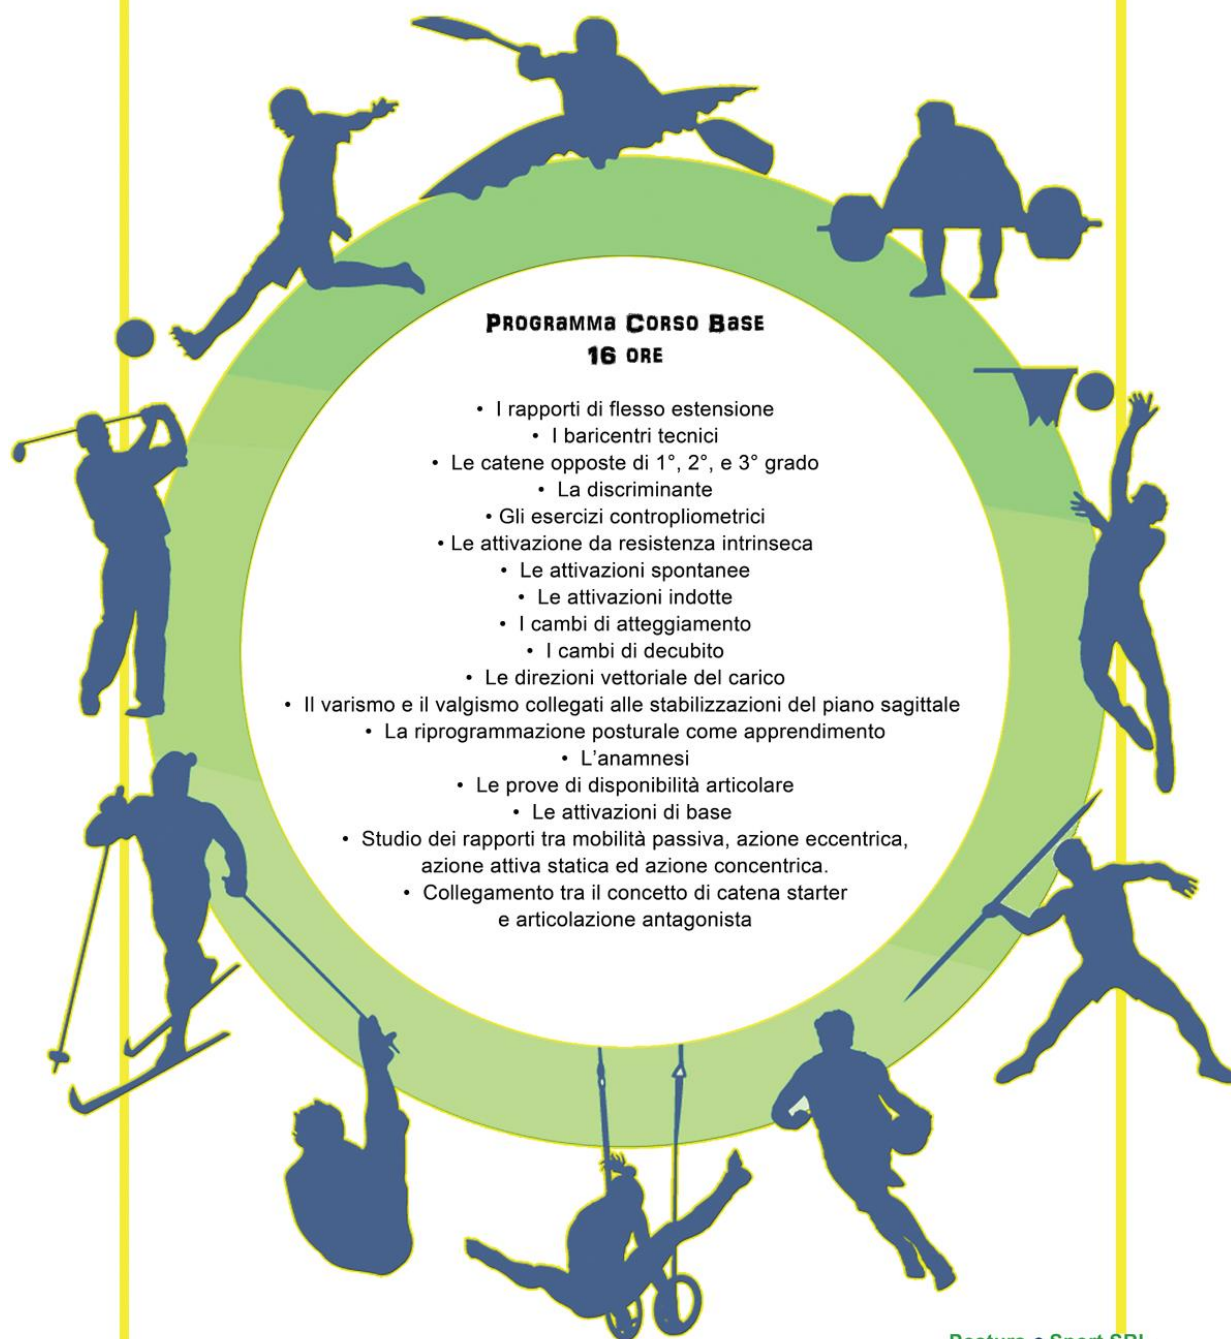 PROGRAMMA CORSO BASE
16 ORE
• I rapporti di flesso estensione
• I baricentri tecnici
• Le catene opposte di 1°, 2°, e 3° grado
• La discriminante
• Gli esercizi contropliometrici
• Le attivazione da resistenza intrinseca
• Le attivazioni spontanee
• Le attivazioni indotte
• I cambi di atteggiamento
• I cambi di decubito
• Le direzioni vettoriale del carico
• Il varismo e il valgismo collegati alle stabilizzazioni del piano sagittale
• La riprogrammazione posturale come apprendimento
• L'anamnesi
• Le prove di disponibilità articolare
• Le attivazioni di base
• Studio dei rapporti tra mobilità passiva, azione eccentrica,
azione attiva statica ed azione concentrica.
• Collegamento tra il concetto di catena starter
e articolazione antagonista
Postura e Sport SRL